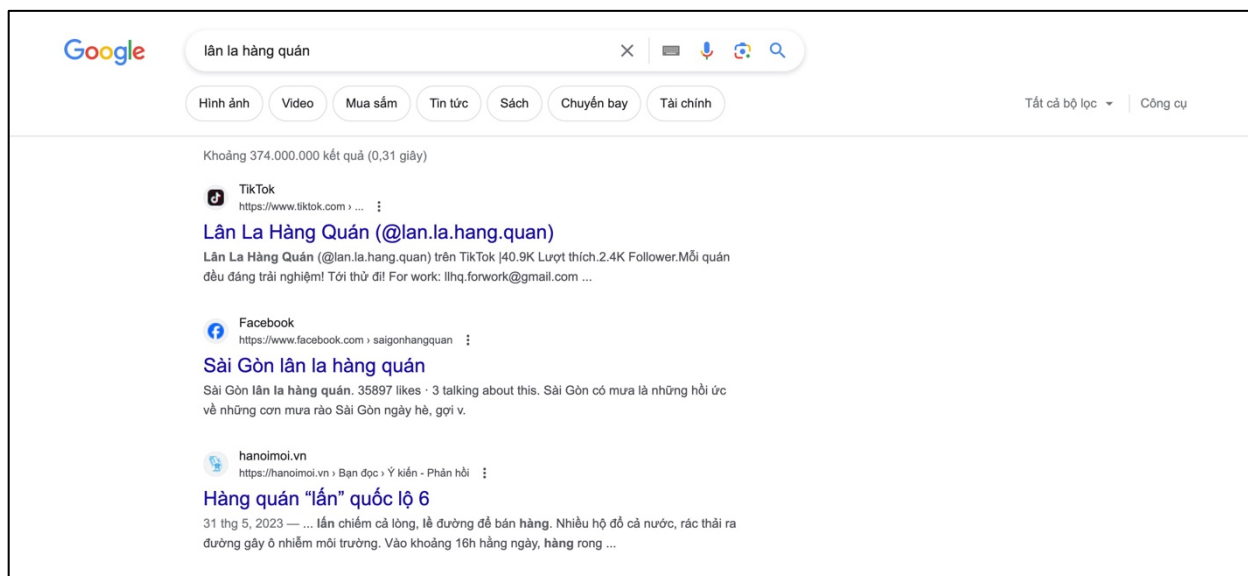 Google
lân la hàng quán
Hình ảnh Video Mua sắm Tin tức Sách Chuyến bay Tài chính Tất cả bộ lọc Công cụ
Khoảng 374.000.000 kết quả (0,31 giây)
TikTok
https://www.tiktok.com › ...
Lân La Hàng Quán (@lan.la.hang.quan)
Lân La Hàng Quán (@lan.la.hang.quan) trên TikTok |40.9K Lượt thích.2.4K Follower.Mỗi quán
đều đáng trải nghiệm! Tới thử đi! For work: llhq.forwork@gmail.com ...
Facebook
https://www.facebook.com › saigonhangquan
Sài Gòn lân la hàng quán
Sài Gòn lân la hàng quán. 35897 likes · 3 talking about this. Sài Gòn có mưa là những hồi ức
về những cơn mưa rào Sài Gòn ngày hè, gợi v.
hanoimoi.vn
https://hanoimoi.vn › Bạn đọc › Ý kiến - Phản hồi
Hàng quán “lấn” quốc lộ 6
31 thg 5, 2023 — ... lấn chiếm cả lòng, lề đường để bán hàng. Nhiều hộ đổ cả nước, rác thải ra
đường gây ô nhiễm môi trường. Vào khoảng 16h hằng ngày, hàng rong ...